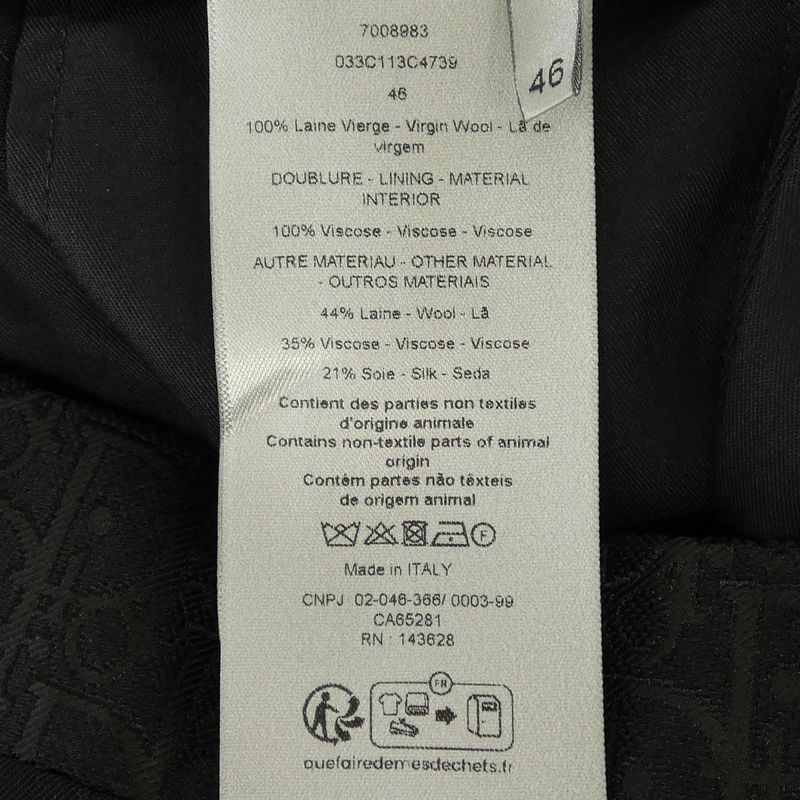 7008983
033C113C4739
46
46
100% Laine Vierge - Virgin Wool - Lã de
virgem
DOUBLURE - LINING - MATERIAL
INTERIOR
100% Viscose - Viscose - Viscose
AUTRE MATERIAU - OTHER MATERIAL
- OUTROS MATERIAIS
44% Laine - Wool - Lã
35% Viscose - Viscose - Viscose
21% Soie - Silk - Seda
Contient des parties non textiles
d'origine animale
Contains non-textile parts of animal
origin
Contém partes não têxteis
de origem animal
F
Made in ITALY
CNPJ 02-046-366/ 0003-99
CA65281
RN : 143628
FR
quefairedemesdechets.fr